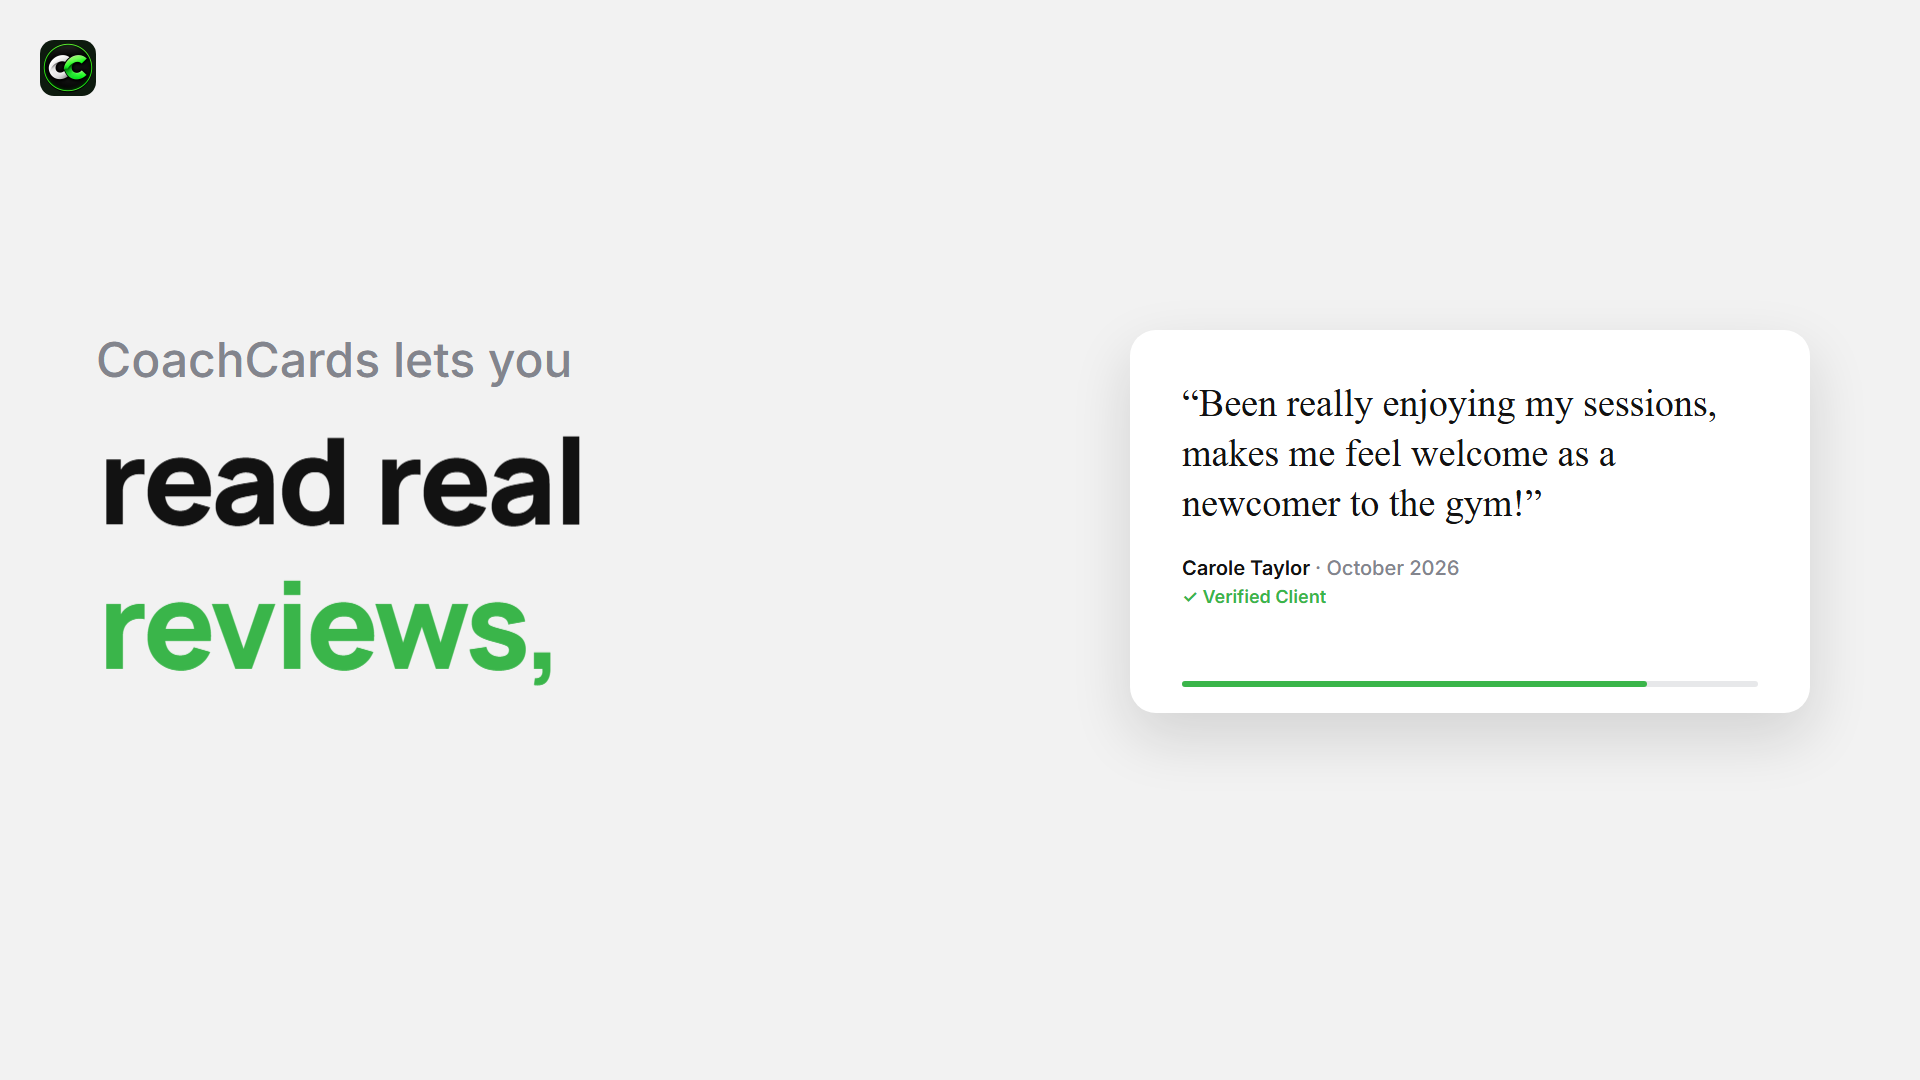 CC
CoachCards lets you
read real
reviews,
“Been really enjoying my sessions,
makes me feel welcome as a
newcomer to the gym!”
Carole Taylor · October 2026
✓ Verified Client